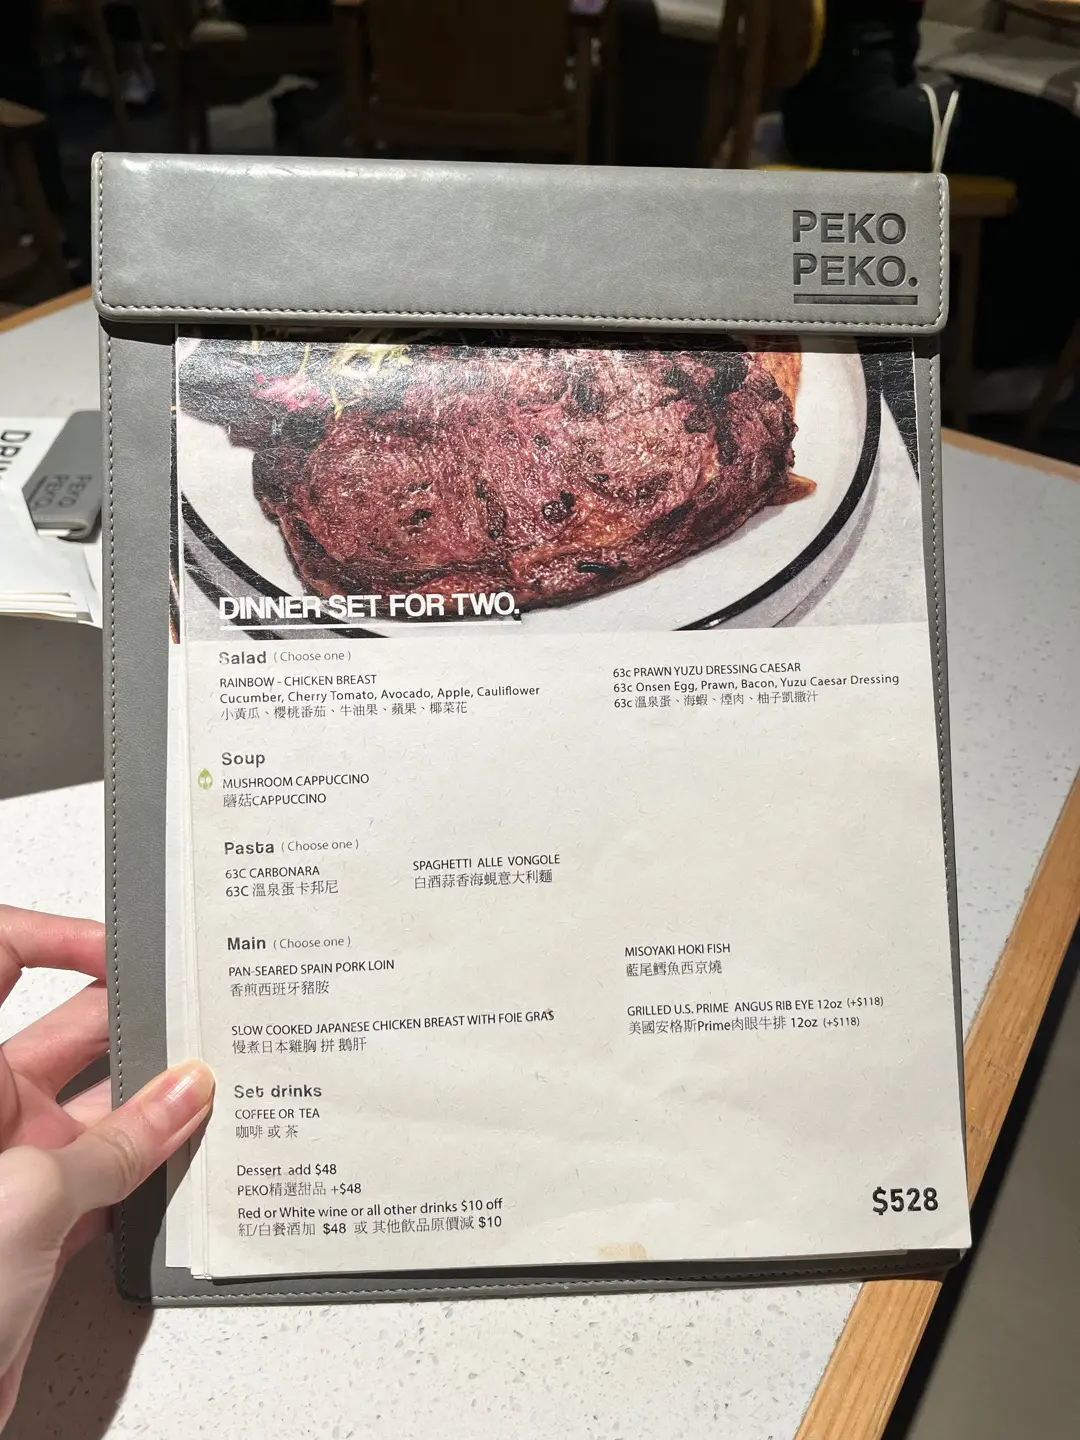 PEKO
PEKO.
DINNER SET FOR TWO.
Salad (Choose one)
RAINBOW - CHICKEN BREAST
Cucumber, Cherry Tomato, Avocado, Apple, Cauliflower
小黃瓜、櫻桃番茄、牛油果、蘋果、椰菜花
63c PRAWN YUZU DRESSING CAESAR
63c Onsen Egg, Prawn, Bacon, Yuzu Caesar Dressing
63c 溫泉蛋、海蝦、煙肉、柚子凱撒汁
Soup
MUSHROOM CAPPUCCINO
蘑菇CAPPUCCINO
Pasta (Choose one)
63C CARBONARA
63C 溫泉蛋卡邦尼
SPAGHETTI ALLE VONGOLE
白酒蒜香海蜆意大利麵
Main (Choose one)
PAN-SEARED SPAIN PORK LOIN
香煎西班牙豬胺
MISOYAKI HOKI FISH
藍尾鱈魚西京燒
SLOW COOKED JAPANESE CHICKEN BREAST WITH FOIE GRAS
慢煮日本雞胸 拼 鵝肝
GRILLED U.S. PRIME ANGUS RIB EYE 12oz (+$118)
美國安格斯Prime肉眼牛排 12oz (+$118)
Set drinks
COFFEE OR TEA
咖啡 或 茶
Dessert add $48
PEKO精選甜品 +$48
Red or White wine or all other drinks $10 off
紅/白餐酒加 $48 或 其他飲品原價減 $10
$528
PEKO
PEKO.